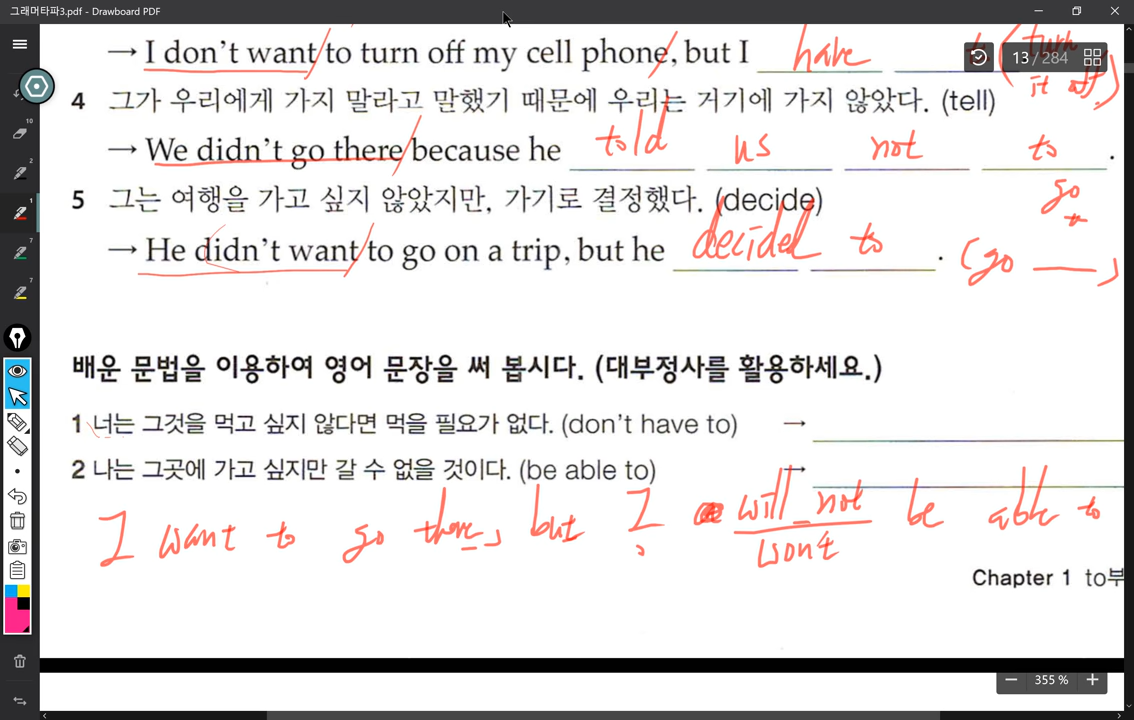 그래머타파3.pdf - Drawboard PDF
→ I don't want to turn off my cell phone, but I have to (turn it off)
13 / 284
4 그가 우리에게 가지 말라고 말했기 때문에 우리는 거기에 가지 않았다. (tell)
→ We didn't go there because he told us not to .
go
5 그는 여행을 가고 싶지 않았지만, 가기로 결정했다. (decide)
→ He didn't want to go on a trip, but he decided to . (go )
배운 문법을 이용하여 영어 문장을 써 봅시다. (대부정사를 활용하세요.)
1 너는 그것을 먹고 싶지 않다면 먹을 필요가 없다. (don't have to) →
2 나는 그곳에 가고 싶지만 갈 수 없을 것이다. (be able to) →
I want to go there, but I will not be able to
won't
Chapter 1 to부
355 %
10
2
1
7
7